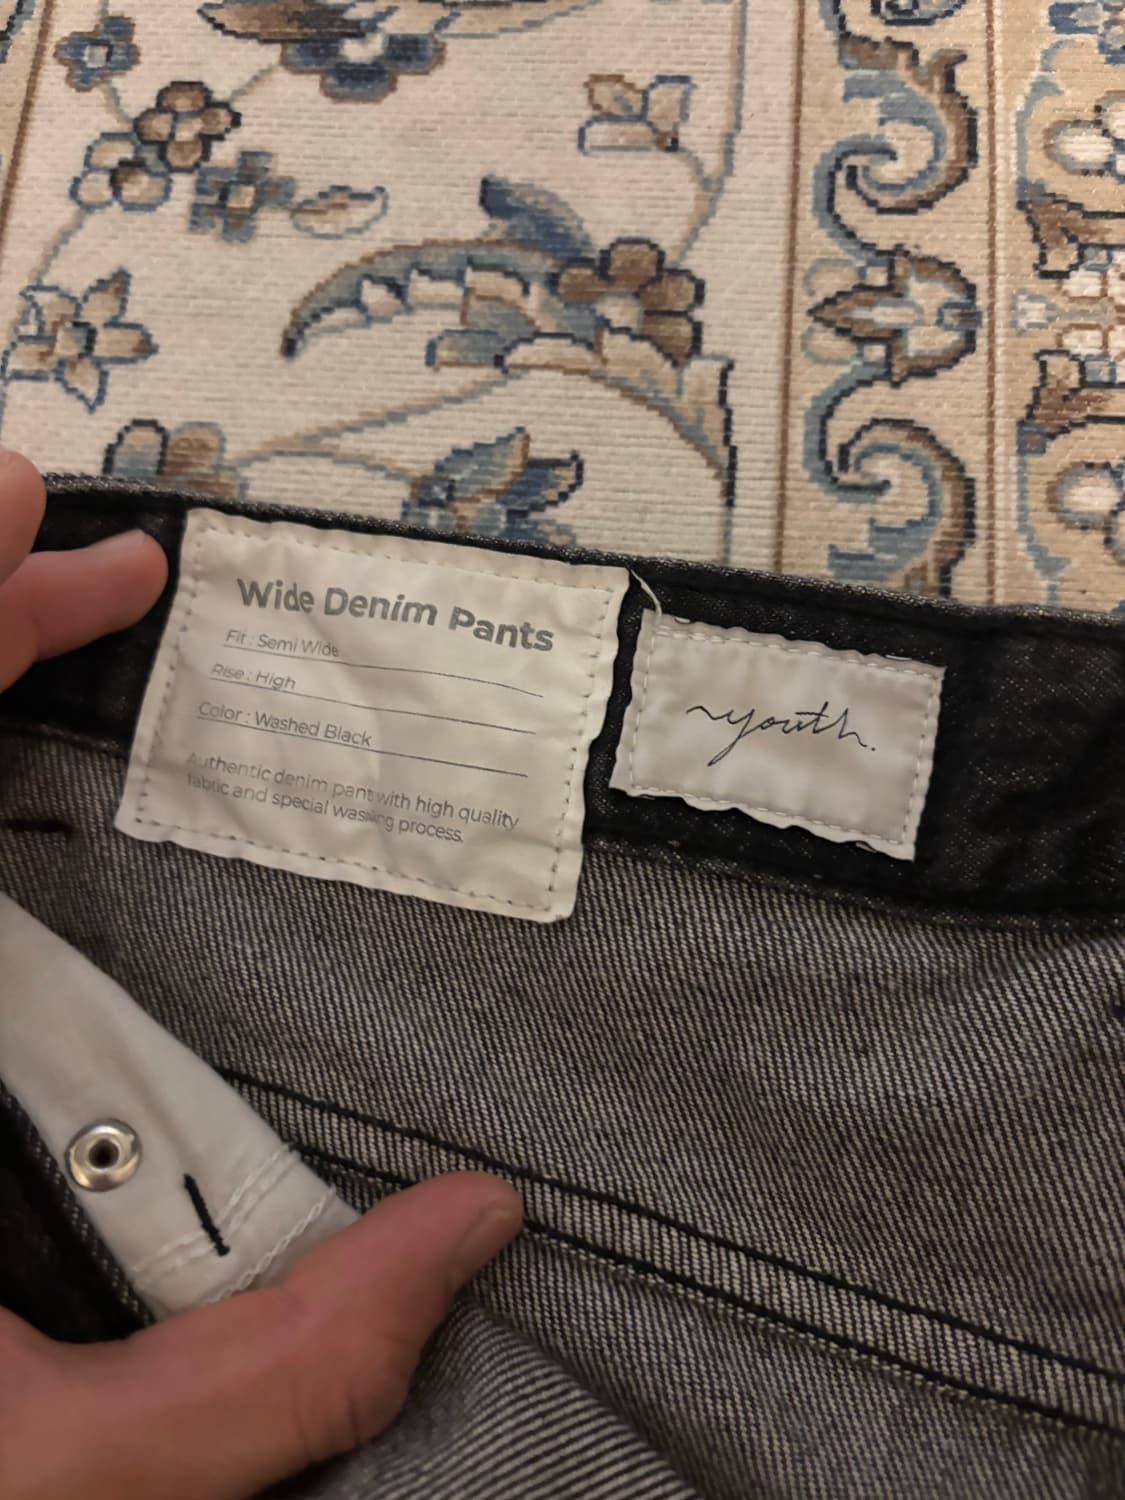 Wide Denim Pants
Fit : Semi Wide
Rise : High
Color : Washed Black
Authentic denim pant with high quality
fabric and special washing process.
~youth.